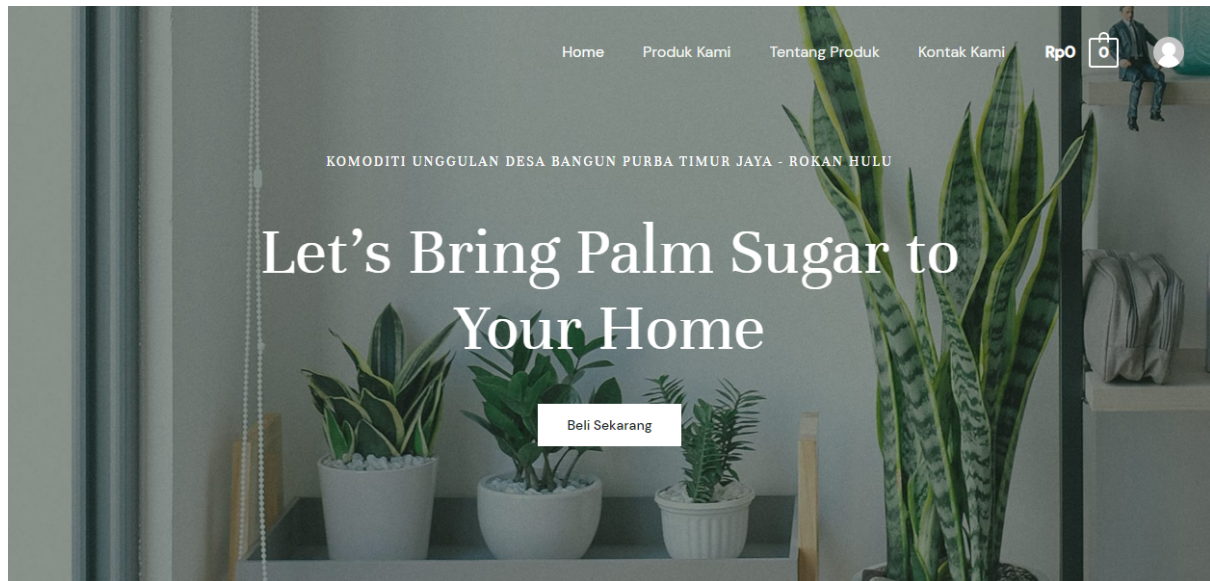 Home Produk Kami Tentang Produk Kontak Kami Rp0 0
KOMODITI UNGGULAN DESA BANGUN PURBA TIMUR JAYA - ROKAN HULU
Let’s Bring Palm Sugar to
Your Home
Beli Sekarang